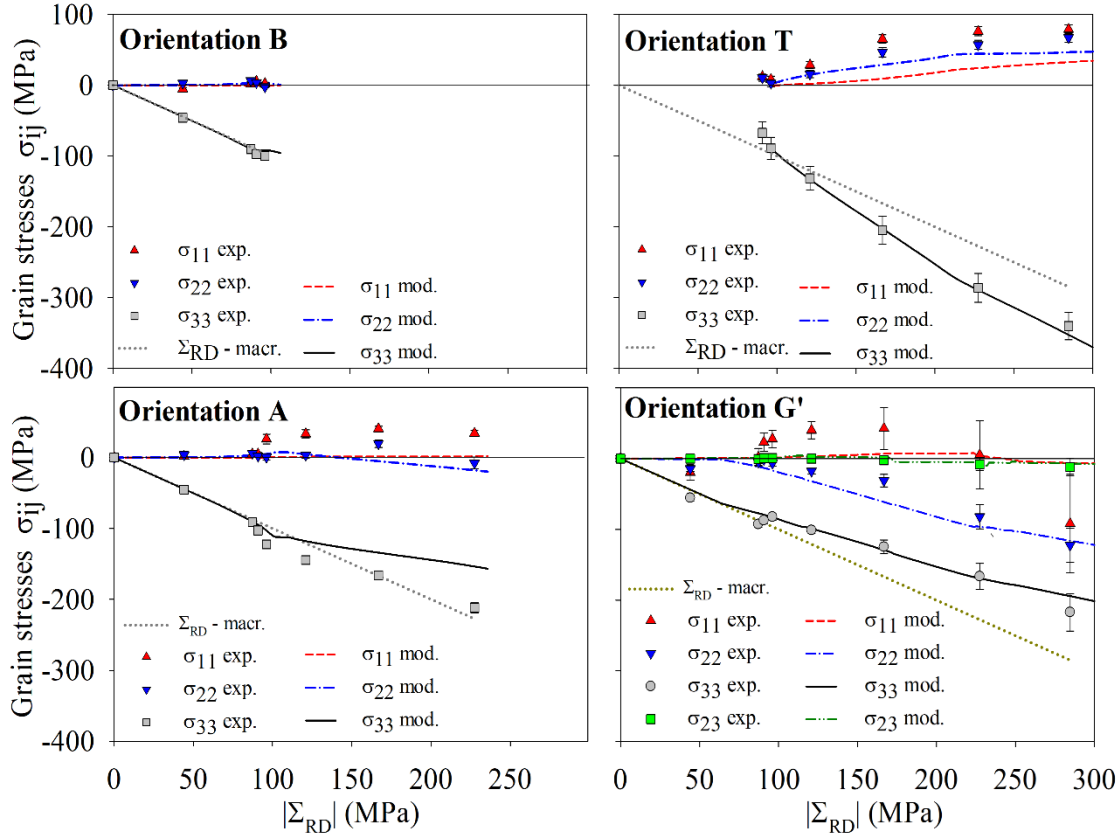 Orientation B
Orientation T
100
0
-100
-200
-300
-400
Grain stresses σij (MPa)
σ11 exp.
σ22 exp.
σ33 exp.
ΣRD - macr.
σ11 mod.
σ22 mod.
σ33 mod.
σ11 exp.
σ22 exp.
σ33 exp.
ΣRD - macr.
σ11 mod.
σ22 mod.
σ33 mod.
Orientation A
Orientation G'
0
-100
-200
-300
-400
Grain stresses σij (MPa)
ΣRD - macr.
σ11 exp.
σ22 exp.
σ33 exp.
σ11 mod.
σ22 mod.
σ33 mod.
ΣRD - macr.
σ11 exp.
σ22 exp.
σ33 exp.
σ23 exp.
σ11 mod.
σ22 mod.
σ33 mod.
σ23 mod.
0 50 100 150 200 250
0 50 100 150 200 250 300
|ΣRD| (MPa)
|ΣRD| (MPa)